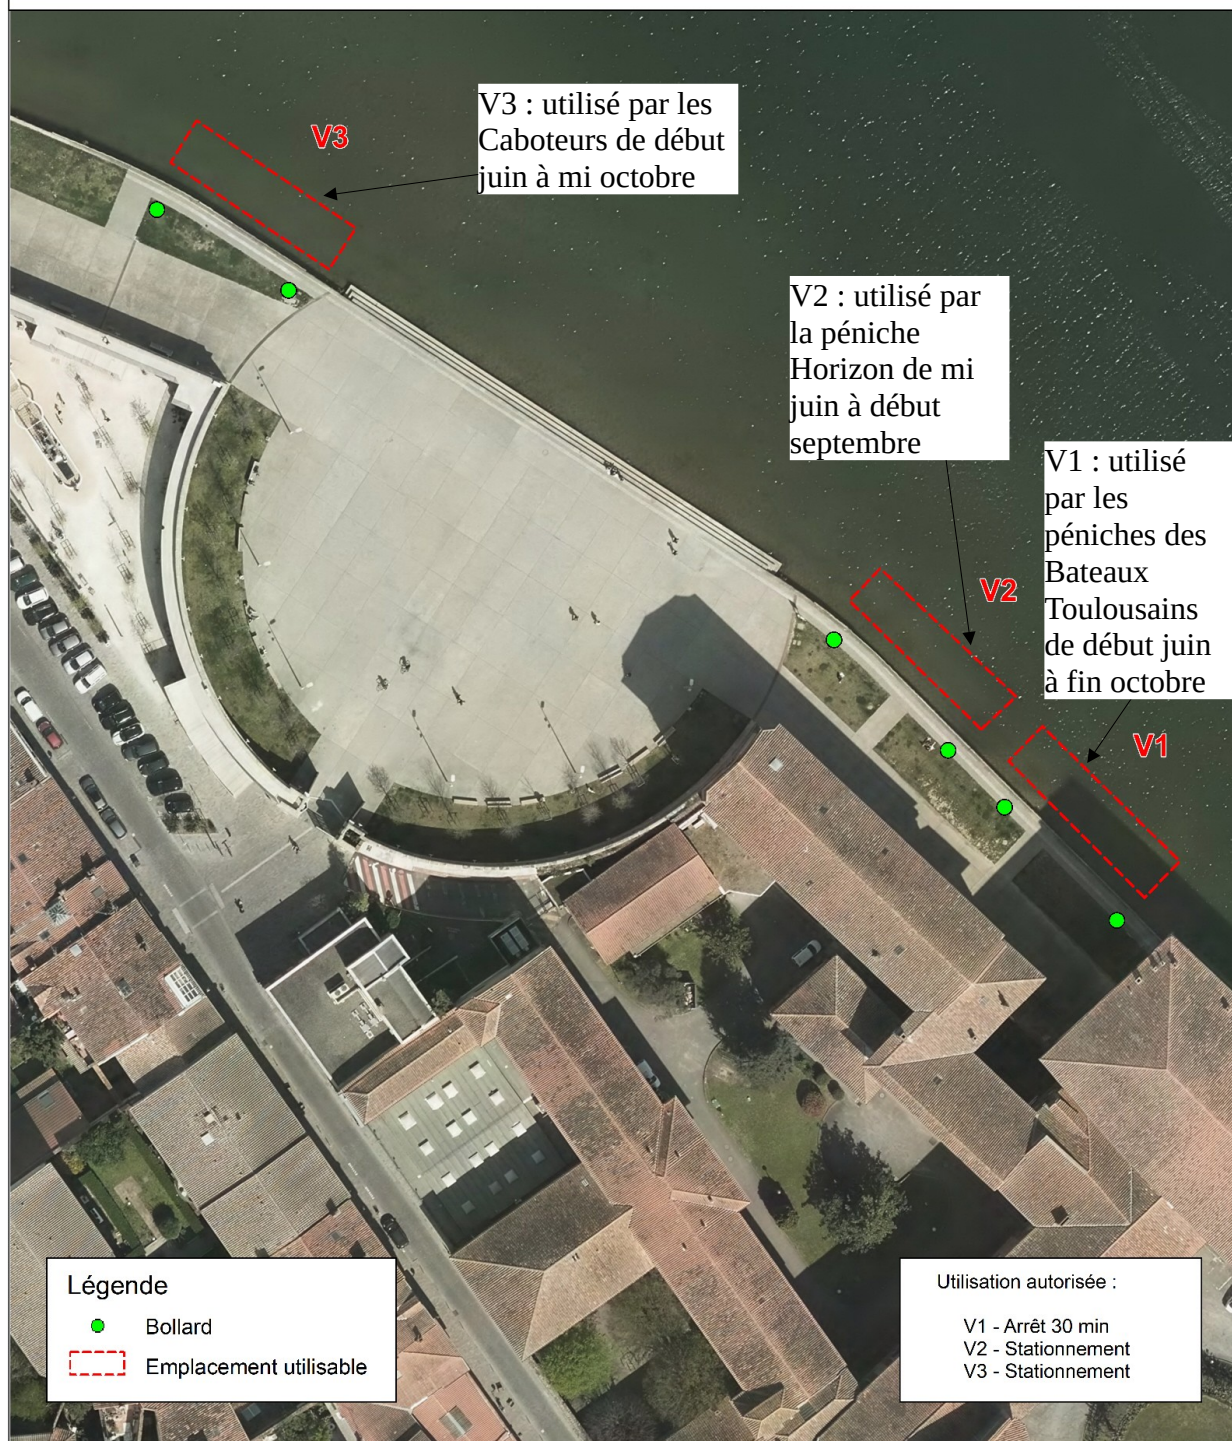 V3
V3 : utilisé par les
Caboteurs de début
juin à mi octobre
V2 : utilisé par
la péniche
Horizon de mi
juin à début
septembre
V2
V1 : utilisé
par les
péniches des
Bateaux
Toulousains
de début juin
à fin octobre
V1
Légende
Bollard
Emplacement utilisable
Utilisation autorisée :
V1 - Arrêt 30 min
V2 - Stationnement
V3 - Stationnement